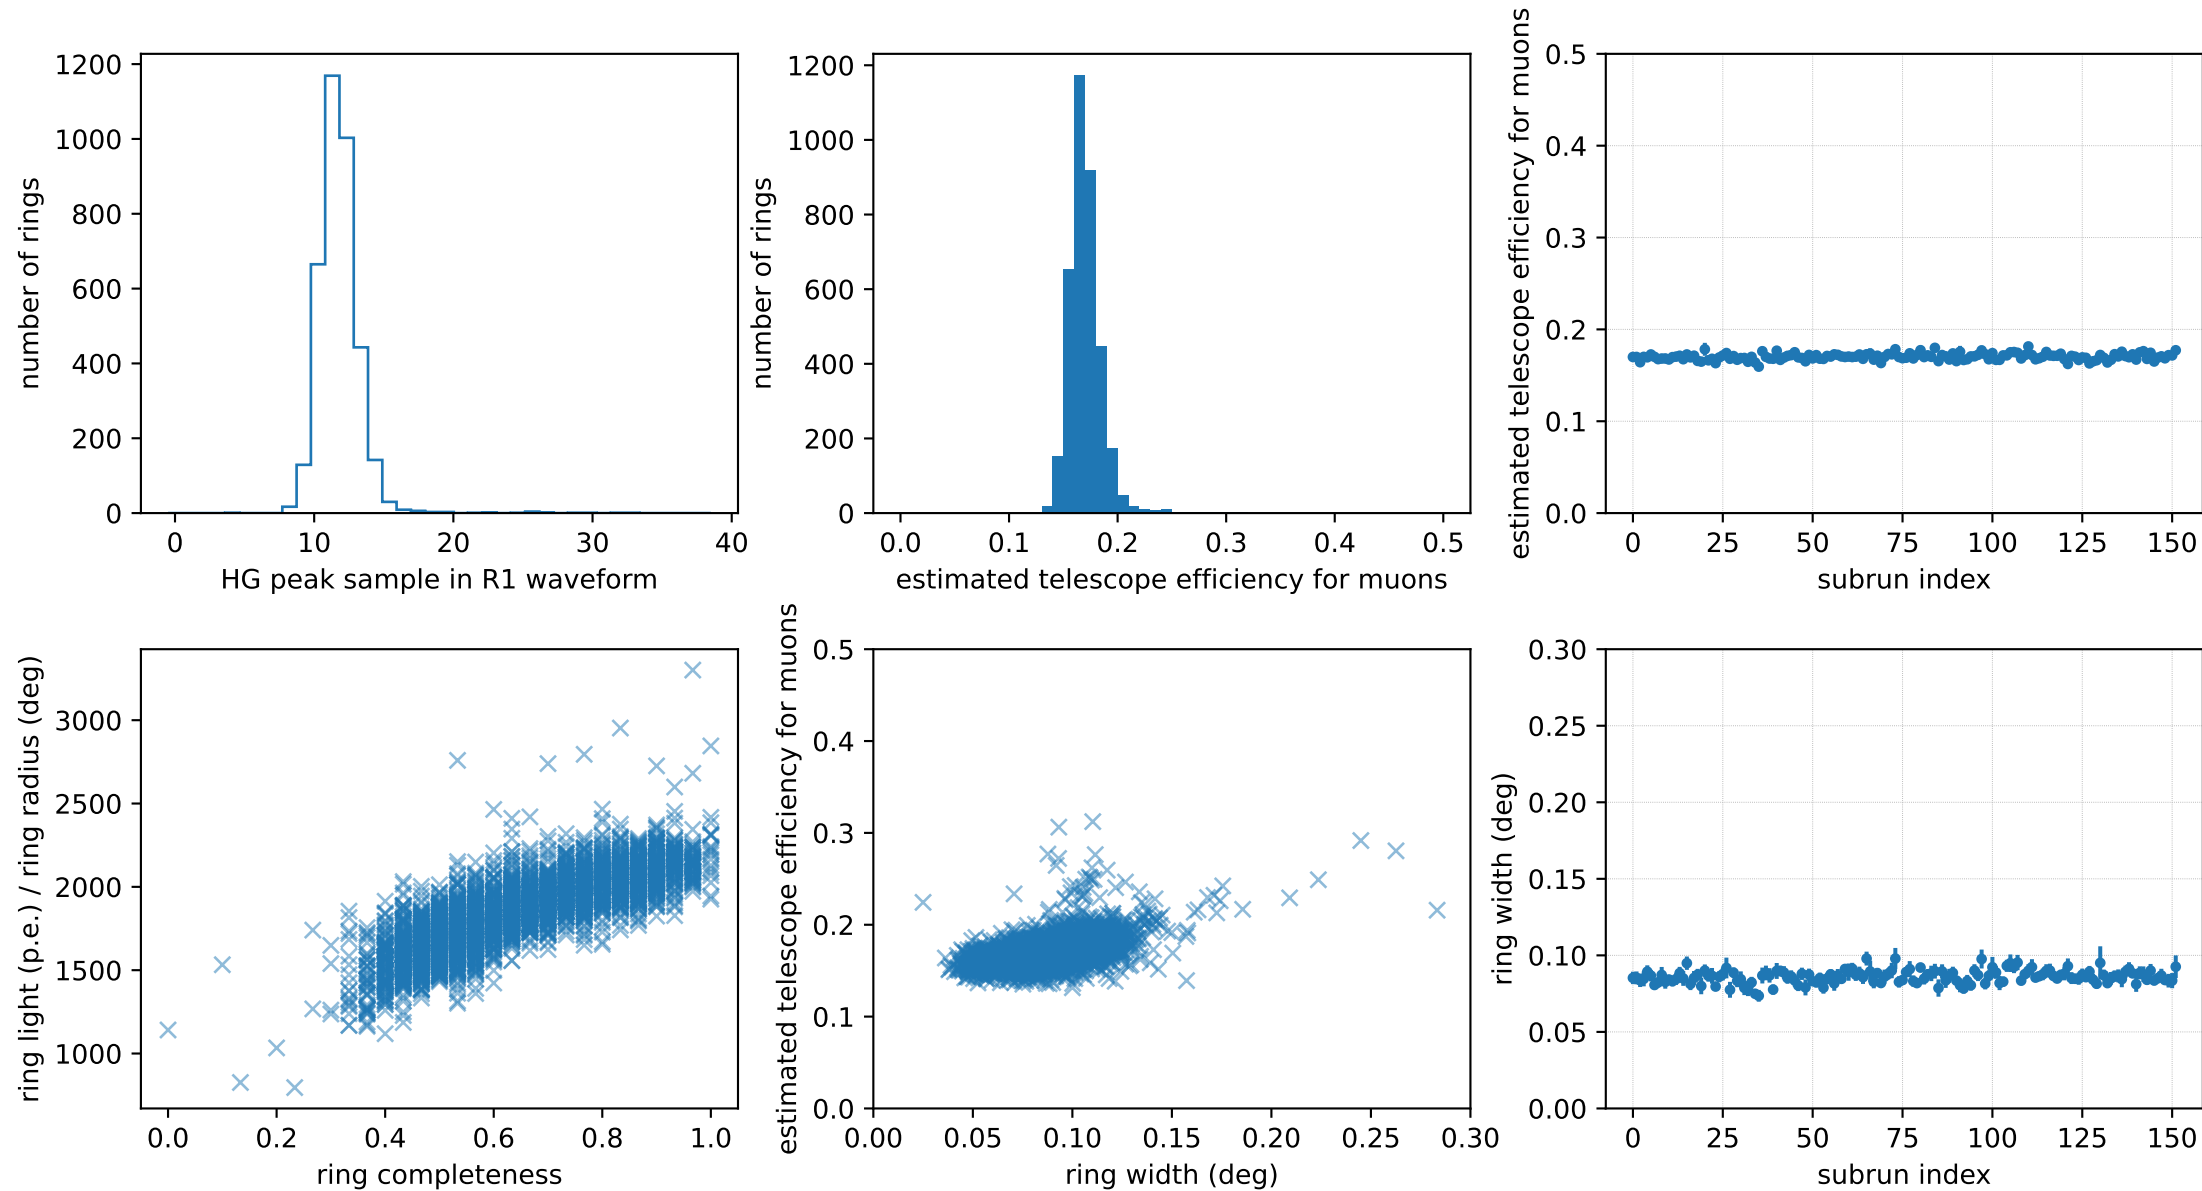 1200
1000
800
600
400
200
0
number of rings
0 10 20 30 40
HG peak sample in R1 waveform
1200
1000
800
600
400
200
0
number of rings
0.0 0.1 0.2 0.3 0.4 0.5
estimated telescope efficiency for muons
0.5
0.4
0.3
0.2
0.1
0.0
estimated telescope efficiency for muons
0 25 50 75 100 125 150
subrun index
3000
2500
2000
1500
1000
ring light (p.e.) / ring radius (deg)
0.0 0.2 0.4 0.6 0.8 1.0
ring completeness
0.5
0.4
0.3
0.2
0.1
0.0
estimated telescope efficiency for muons
0.00 0.05 0.10 0.15 0.20 0.25 0.30
ring width (deg)
0.30
0.25
0.20
0.15
0.10
0.05
0.00
ring width (deg)
0 25 50 75 100 125 150
subrun index